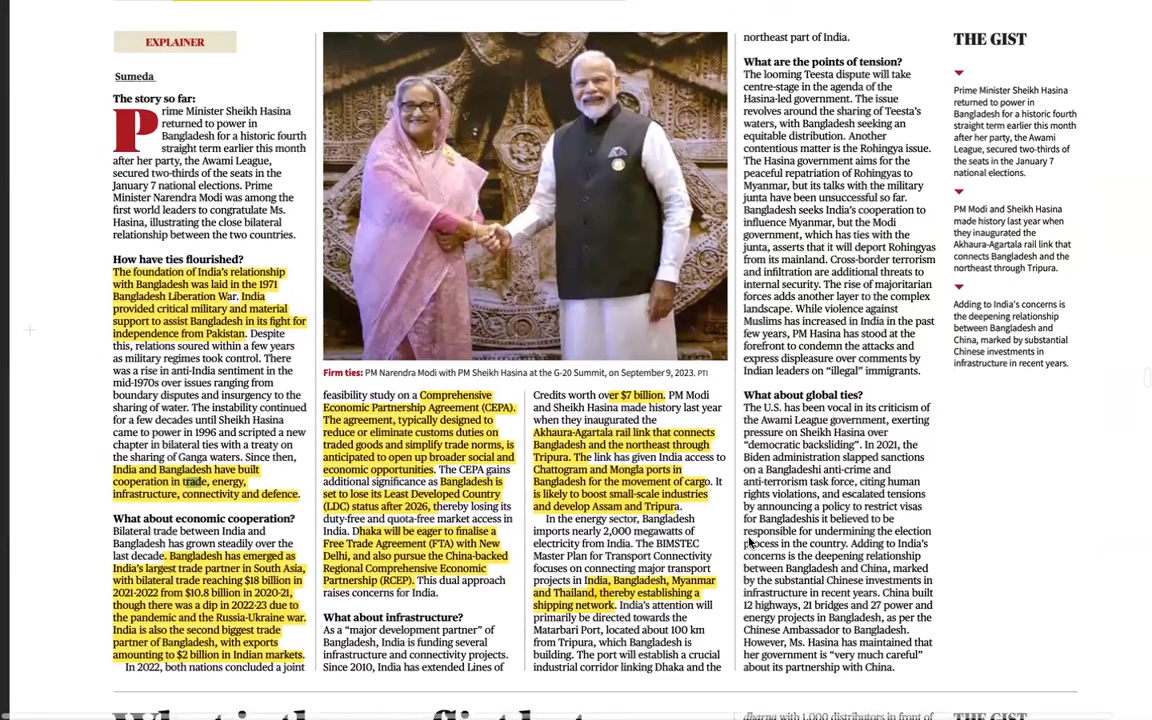 EXPLAINER
Sumeda
The story so far:
Prime Minister Sheikh Hasina
returned to power in
Bangladesh for a historic fourth
straight term earlier this month
after her party, the Awami League,
secured two-thirds of the seats in the
January 7 national elections. Prime
Minister Narendra Modi was among the
first world leaders to congratulate Ms.
Hasina, illustrating the close bilateral
relationship between the two countries.
How have ties flourished?
The foundation of India's relationship
with Bangladesh was laid in the 1971
Bangladesh Liberation War. India
provided critical military and material
support to assist Bangladesh in its fight for
independence from Pakistan. Despite
this, relations soured within a few years
as military regimes took control. There
was a rise in anti-India sentiment in the
mid-1970s over issues ranging from
boundary disputes and insurgency to the
sharing of water. The instability continued
for a few decades until Sheikh Hasina
came to power in 1996 and scripted a new
chapter in bilateral ties with a treaty on
the sharing of Ganga waters. Since then,
India and Bangladesh have built
cooperation in trade, energy,
infrastructure, connectivity and defence.
What about economic cooperation?
Bilateral trade between India and
Bangladesh has grown steadily over the
last decade. Bangladesh has emerged as
India's largest trade partner in South Asia,
with bilateral trade reaching $18 billion in
2021-2022 from $10.8 billion in 2020-21,
though there was a dip in 2022-23 due to
the pandemic and the Russia-Ukraine war.
India is also the second biggest trade
partner of Bangladesh, with exports
amounting to $2 billion in Indian markets.
In 2022, both nations concluded a joint
Firm ties: PM Narendra Modi with PM Sheikh Hasina at the G-20 Summit, on September 9, 2023. PTI
feasibility study on a Comprehensive
Economic Partnership Agreement (CEPA).
The agreement, typically designed to
reduce or eliminate customs duties on
traded goods and simplify trade norms, is
anticipated to open up broader social and
economic opportunities. The CEPA gains
additional significance as Bangladesh is
set to lose its Least Developed Country
(LDC) status after 2026, thereby losing its
duty-free and quota-free market access in
India. Dhaka will be eager to finalise a
Free Trade Agreement (FTA) with New
Delhi, and also pursue the China-backed
Regional Comprehensive Economic
Partnership (RCEP). This dual approach
raises concerns for India.
What about infrastructure?
As a "major development partner" of
Bangladesh, India is funding several
infrastructure and connectivity projects.
Since 2010, India has extended Lines of
Credits worth over $7 billion. PM Modi
and Sheikh Hasina made history last year
when they inaugurated the
Akhaura-Agartala rail link that connects
Bangladesh and the northeast through
Tripura. The link has given India access to
Chattogram and Mongla ports in
Bangladesh for the movement of cargo. It
is likely to boost small-scale industries
and develop Assam and Tripura.
In the energy sector, Bangladesh
imports nearly 2,000 megawatts of
electricity from India. The BIMSTEC
Master Plan for Transport Connectivity
focuses on connecting major transport
projects in India, Bangladesh, Myanmar
and Thailand, thereby establishing a
shipping network. India's attention will
primarily be directed towards the
Matarbari Port, located about 100 km
from Tripura, which Bangladesh is
building. The port will establish a crucial
industrial corridor linking Dhaka and the
northeast part of India.
What are the points of tension?
The looming Teesta dispute will take
centre-stage in the agenda of the
Hasina-led government. The issue
revolves around the sharing of Teesta's
waters, with Bangladesh seeking an
equitable distribution. Another
contentious matter is the Rohingya issue.
The Hasina government aims for the
peaceful repatriation of Rohingyas to
Myanmar, but its talks with the military
junta have been unsuccessful so far.
Bangladesh seeks India's cooperation to
influence Myanmar, but the Modi
government, which has ties with the
junta, asserts that it will deport Rohingyas
from its mainland. Cross-border terrorism
and infiltration are additional threats to
internal security. The rise of majoritarian
forces adds another layer to the complex
landscape. While violence against
Muslims has increased in India in the past
few years, PM Hasina has stood at the
forefront to condemn the attacks and
express displeasure over comments by
Indian leaders on "illegal" immigrants.
What about global ties?
The U.S. has been vocal in its criticism of
the Awami League government, exerting
pressure on Sheikh Hasina over
"democratic backsliding". In 2021, the
Biden administration slapped sanctions
on a Bangladeshi anti-crime and
anti-terrorism task force, citing human
rights violations, and escalated tensions
by announcing a policy to restrict visas
for Bangladeshis it believed to be
responsible for undermining the election
process in the country. Adding to India's
concerns is the deepening relationship
between Bangladesh and China, marked
by the substantial Chinese investments in
infrastructure in recent years. China built
12 highways, 21 bridges and 27 power and
energy projects in Bangladesh, as per the
Chinese Ambassador to Bangladesh.
However, Ms. Hasina has maintained that
her government is "very much careful"
about its partnership with China.
THE GIST
Prime Minister Sheikh Hasina
returned to power in
Bangladesh for a historic fourth
straight term earlier this month
after her party, the Awami
League, secured two-thirds of
the seats in the January 7
national elections.
PM Modi and Sheikh Hasina
made history last year when
they inaugurated the
Akhaura-Agartala rail link that
connects Bangladesh and the
northeast through Tripura.
Adding to India's concerns is
the deepening relationship
between Bangladesh and
China, marked by substantial
Chinese investments in
infrastructure in recent years.
dharna with 1,000 distributors in front of
THE GIST